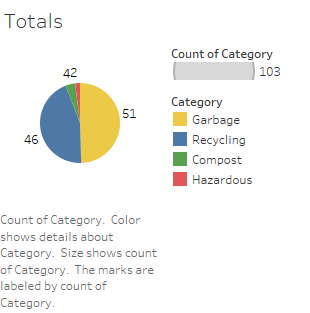 Totals
Count of Category
103
42
51
46
Category
Garbage
Recycling
Compost
Hazardous
Count of Category.  Color
shows details about
Category.  Size shows count
of Category.  The marks are
labeled by count of
Category.